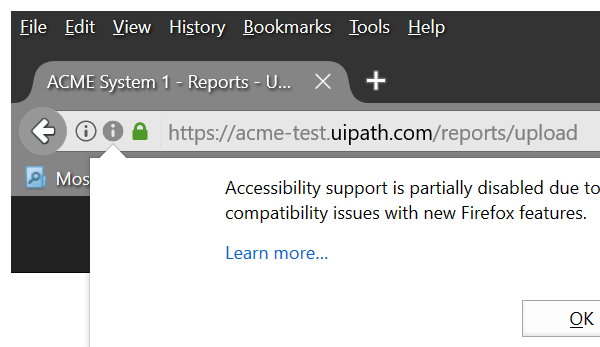 File Edit View History Bookmarks Tools Help
ACME System 1 - Reports - U...
https://acme-test.uipath.com/reports/upload
Mos
Accessibility support is partially disabled due to
compatibility issues with new Firefox features.
Learn more...
OK